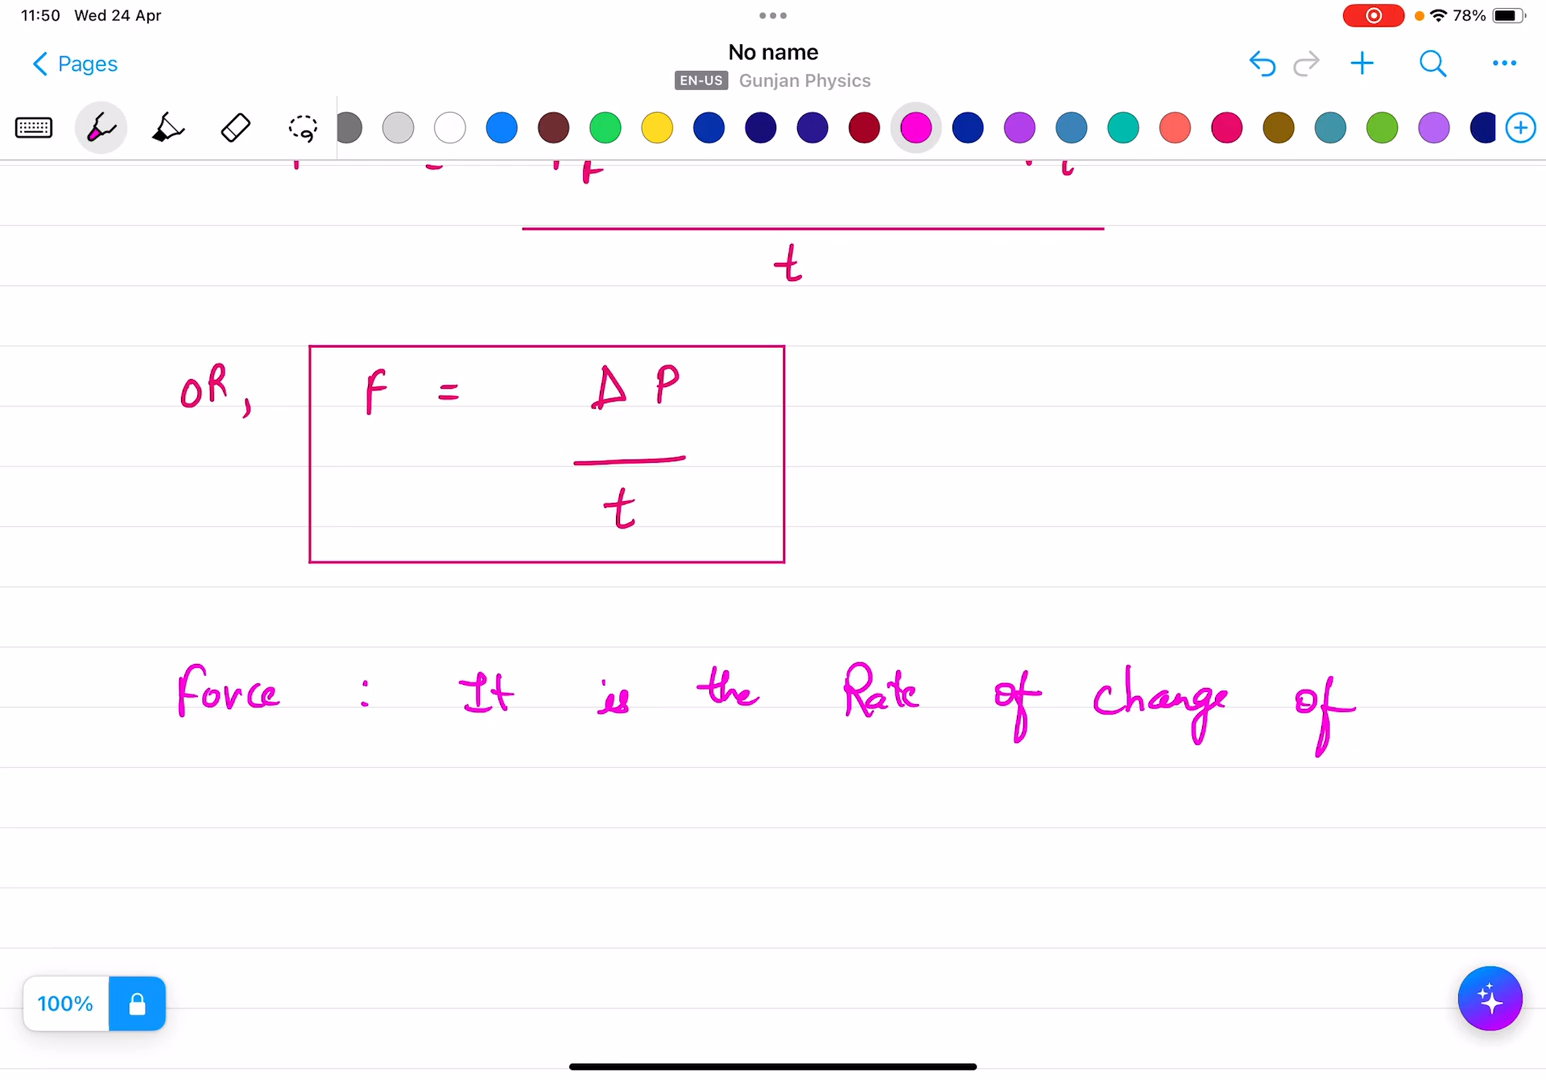 11:50 Wed 24 Apr
78%
Pages
No name
EN-US Gunjan Physics
t
OR, F = Δ P
t
Force : It is the Rate of change of
100%